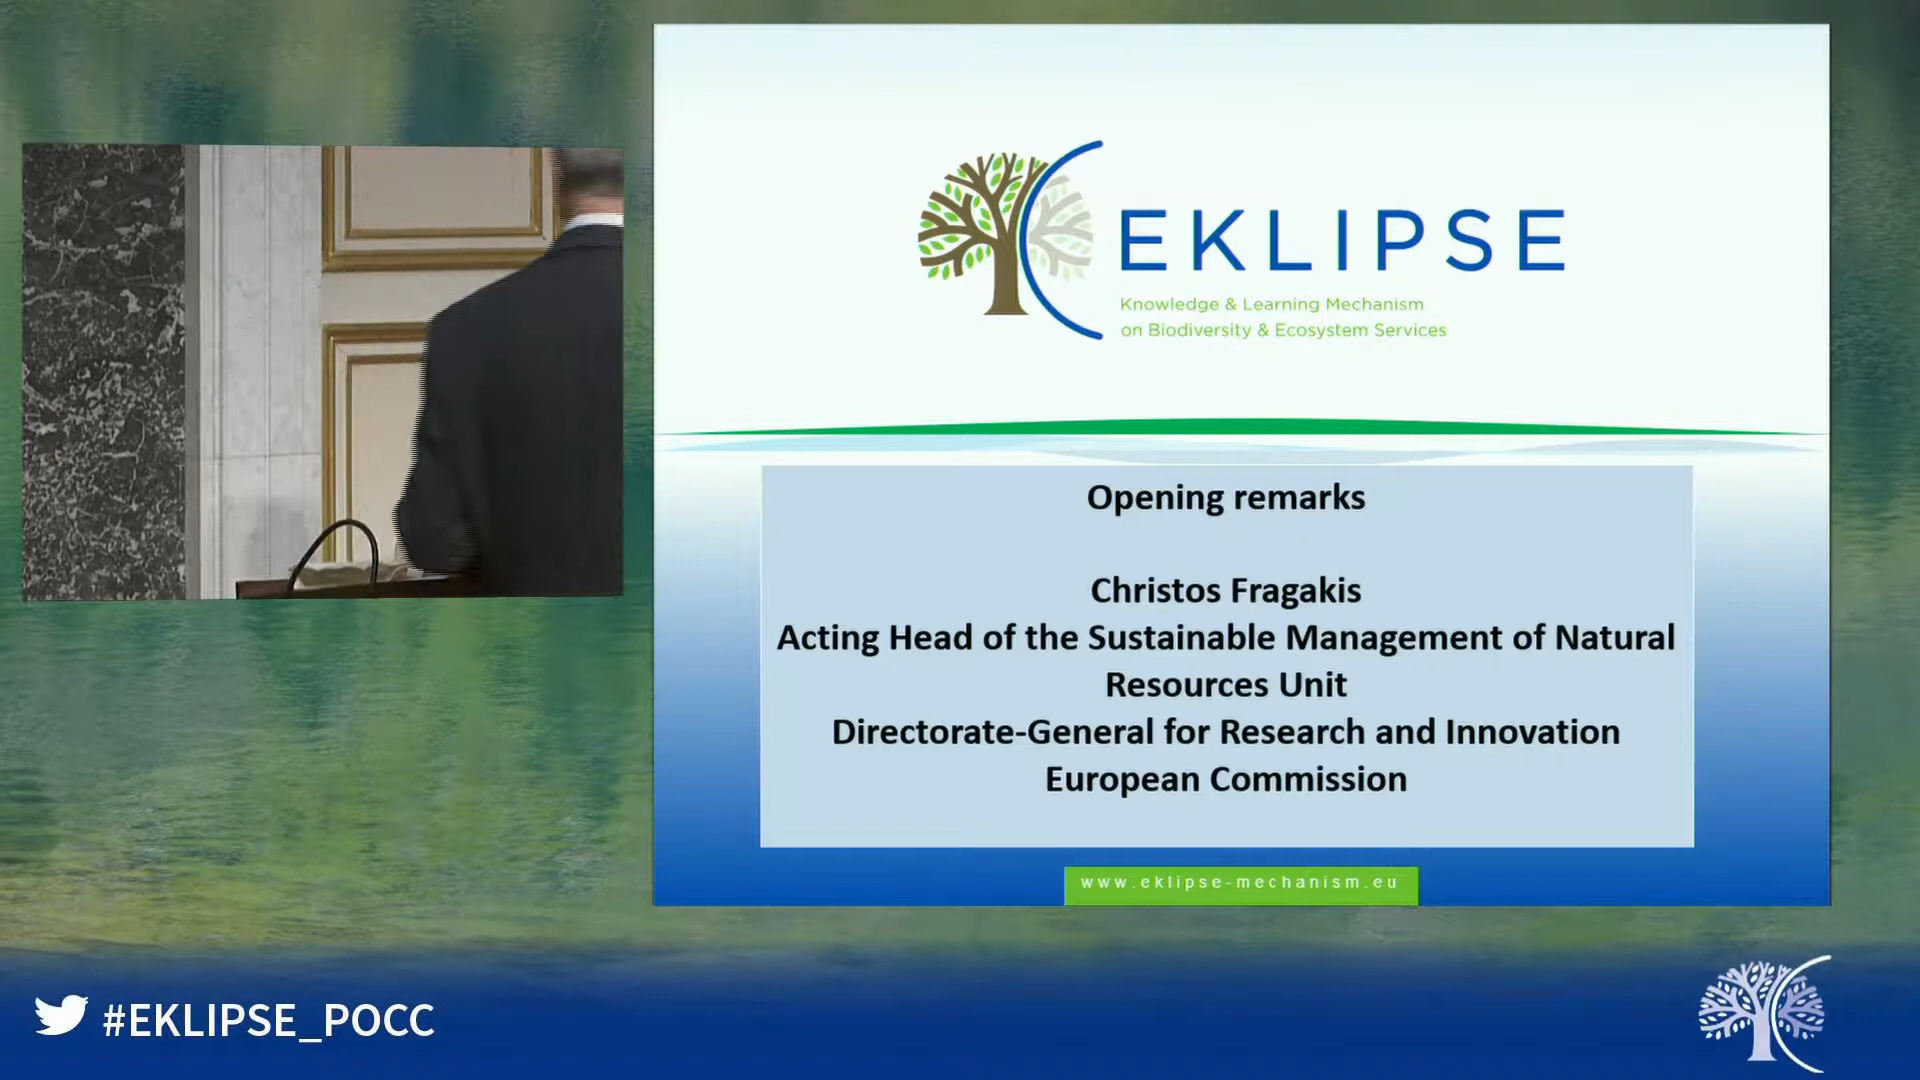 EKLIPSE
Knowledge & Learning Mechanism
on Biodiversity & Ecosystem Services
Opening remarks
Christos Fragakis
Acting Head of the Sustainable Management of Natural
Resources Unit
Directorate-General for Research and Innovation
European Commission
www.eklipse-mechanism.eu
#EKLIPSE_POCC